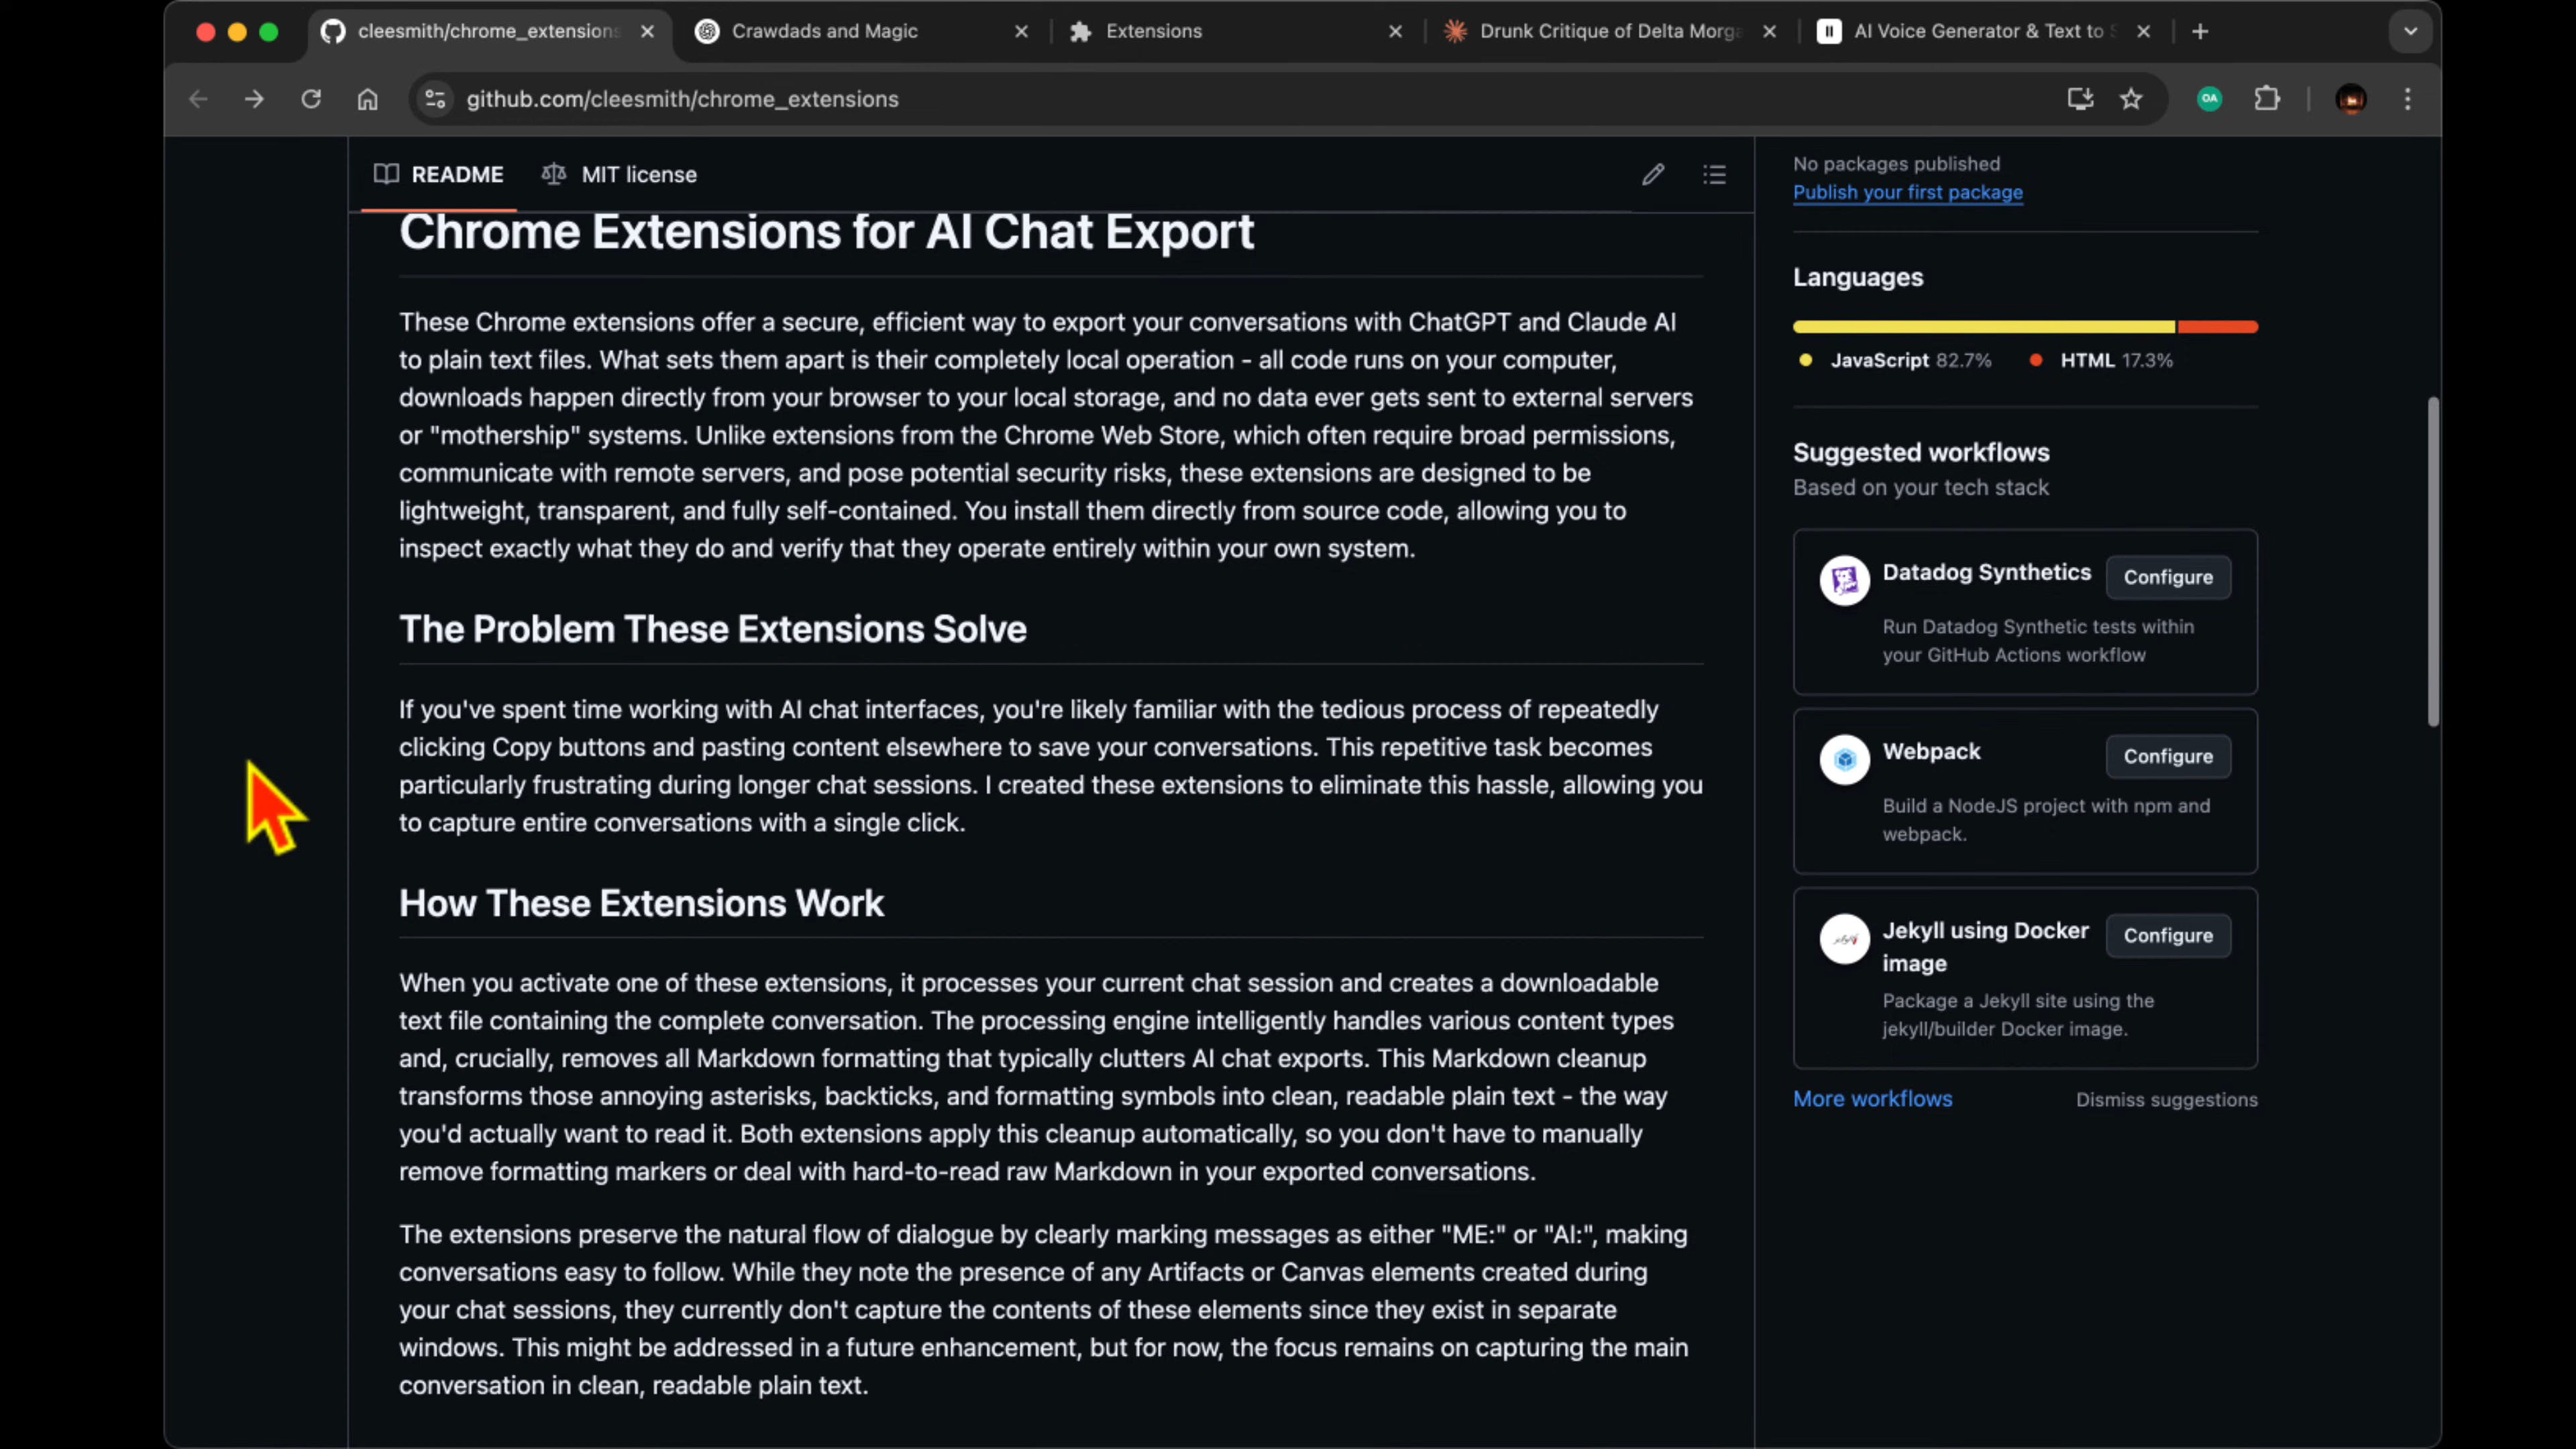 cleesmith/chrome_extensions
Crawdads and Magic
Extensions
Drunk Critique of Delta Morga
AI Voice Generator & Text to S
github.com/cleesmith/chrome_extensions
OA
README
MIT license
Chrome Extensions for AI Chat Export
These Chrome extensions offer a secure, efficient way to export your conversations with ChatGPT and Claude AI
to plain text files. What sets them apart is their completely local operation - all code runs on your computer,
downloads happen directly from your browser to your local storage, and no data ever gets sent to external servers
or "mothership" systems. Unlike extensions from the Chrome Web Store, which often require broad permissions,
communicate with remote servers, and pose potential security risks, these extensions are designed to be
lightweight, transparent, and fully self-contained. You install them directly from source code, allowing you to
inspect exactly what they do and verify that they operate entirely within your own system.
The Problem These Extensions Solve
If you've spent time working with AI chat interfaces, you're likely familiar with the tedious process of repeatedly
clicking Copy buttons and pasting content elsewhere to save your conversations. This repetitive task becomes
particularly frustrating during longer chat sessions. I created these extensions to eliminate this hassle, allowing you
to capture entire conversations with a single click.
How These Extensions Work
When you activate one of these extensions, it processes your current chat session and creates a downloadable
text file containing the complete conversation. The processing engine intelligently handles various content types
and, crucially, removes all Markdown formatting that typically clutters AI chat exports. This Markdown cleanup
transforms those annoying asterisks, backticks, and formatting symbols into clean, readable plain text - the way
you'd actually want to read it. Both extensions apply this cleanup automatically, so you don't have to manually
remove formatting markers or deal with hard-to-read raw Markdown in your exported conversations.
The extensions preserve the natural flow of dialogue by clearly marking messages as either "ME:" or "AI:", making
conversations easy to follow. While they note the presence of any Artifacts or Canvas elements created during
your chat sessions, they currently don't capture the contents of these elements since they exist in separate
windows. This might be addressed in a future enhancement, but for now, the focus remains on capturing the main
conversation in clean, readable plain text.
No packages published
Publish your first package
Languages
JavaScript 82.7%
HTML 17.3%
Suggested workflows
Based on your tech stack
Datadog Synthetics
Configure
Run Datadog Synthetic tests within
your GitHub Actions workflow
Webpack
Configure
Build a NodeJS project with npm and
webpack.
Jekyll using Docker
image
Configure
Package a Jekyll site using the
jekyll/builder Docker image.
More workflows
Dismiss suggestions